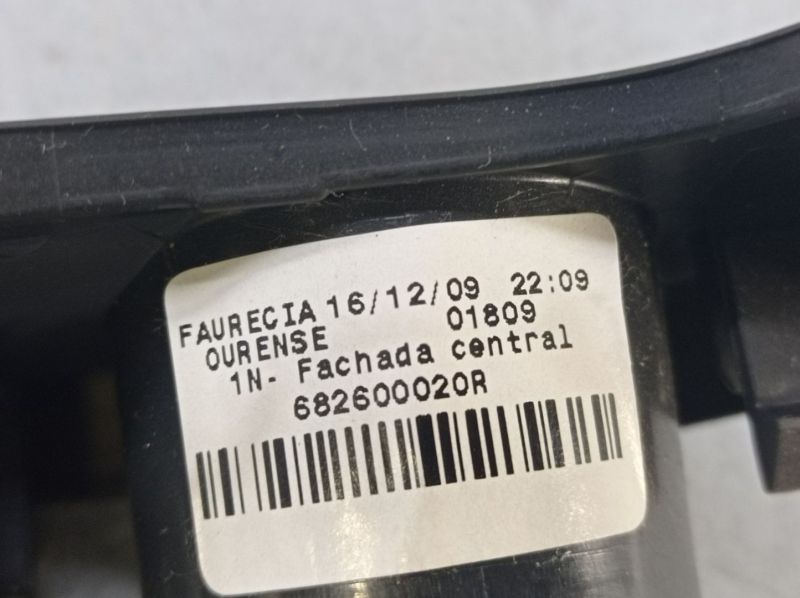 FAURECIA 16/12/09 22:09
OURENSE 01809
1N- Fachada central
682600020R